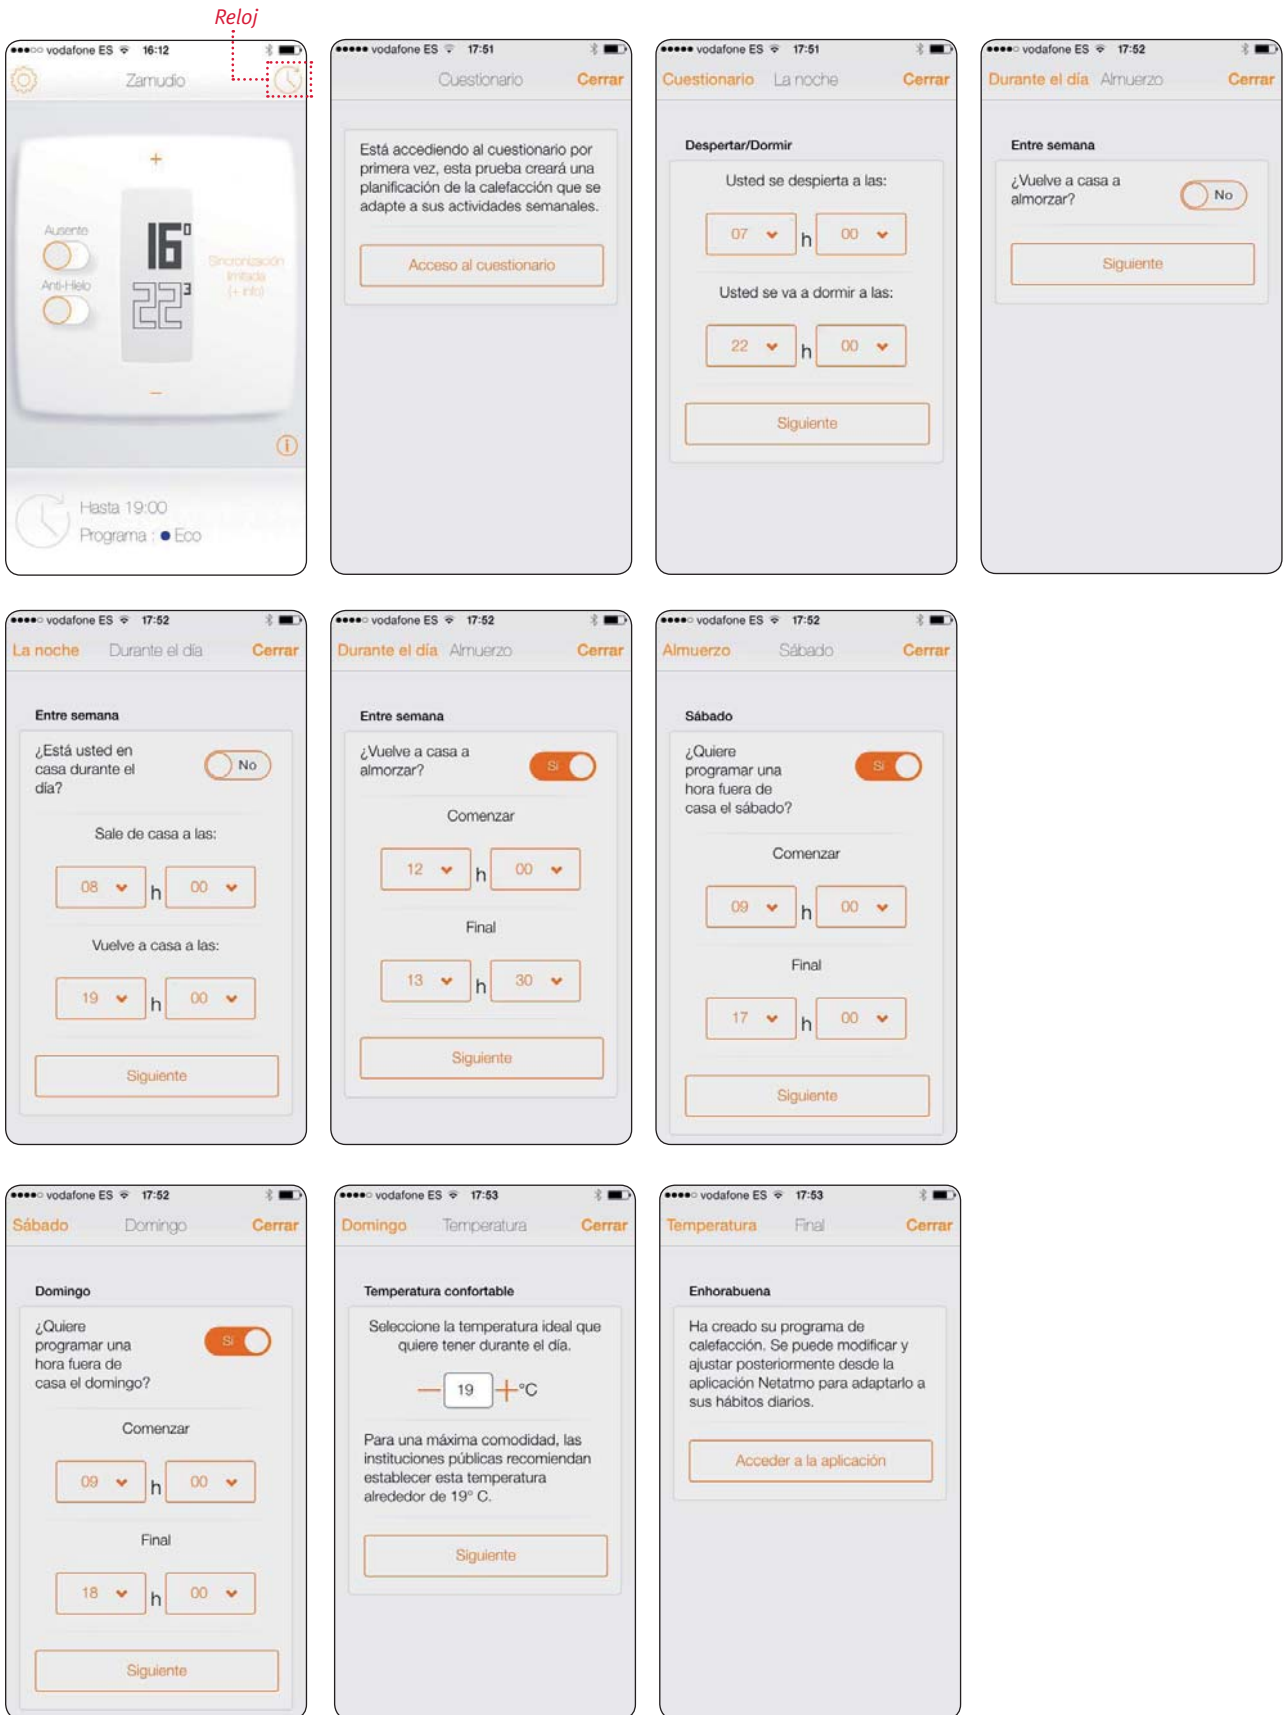 Reloj
vodafone ES 16:12
Zamudio
+
Ausente
Anti-Hielo
16°
22³
Sincronización
limitada
(+ info)
–
i
Hasta 19:00
Programa : Eco
vodafone ES 17:51
Cuestionario Cerrar
Está accediendo al cuestionario por
primera vez, esta prueba creará una
planificación de la calefacción que se
adapte a sus actividades semanales.
Acceso al cuestionario
vodafone ES 17:51
Cuestionario La noche Cerrar
Despertar/Dormir
Usted se despierta a las:
07 h 00
Usted se va a dormir a las:
22 h 00
Siguiente
vodafone ES 17:52
Durante el día Almuerzo Cerrar
Entre semana
¿Vuelve a casa a
almorzar?
No
Siguiente
vodafone ES 17:52
La noche Durante el día Cerrar
Entre semana
¿Está usted en
casa durante el
día?
No
Sale de casa a las:
08 h 00
Vuelve a casa a las:
19 h 00
Siguiente
vodafone ES 17:52
Durante el día Almuerzo Cerrar
Entre semana
¿Vuelve a casa a
almorzar?
Sí
Comenzar
12 h 00
Final
13 h 30
Siguiente
vodafone ES 17:52
Almuerzo Sábado Cerrar
Sábado
¿Quiere
programar una
hora fuera de
casa el sábado?
Sí
Comenzar
09 h 00
Final
17 h 00
Siguiente
vodafone ES 17:52
Sábado Domingo Cerrar
Domingo
¿Quiere
programar una
hora fuera de
casa el domingo?
Sí
Comenzar
09 h 00
Final
18 h 00
Siguiente
vodafone ES 17:53
Domingo Temperatura Cerrar
Temperatura confortable
Seleccione la temperatura ideal que
quiere tener durante el día.
— 19 + °C
Para una máxima comodidad, las
instituciones públicas recomiendan
establecer esta temperatura
alrededor de 19° C.
Siguiente
vodafone ES 17:53
Temperatura Final Cerrar
Enhorabuena
Ha creado su programa de
calefacción. Se puede modificar y
ajustar posteriormente desde la
aplicación Netatmo para adaptarlo a
sus hábitos diarios.
Acceder a la aplicación